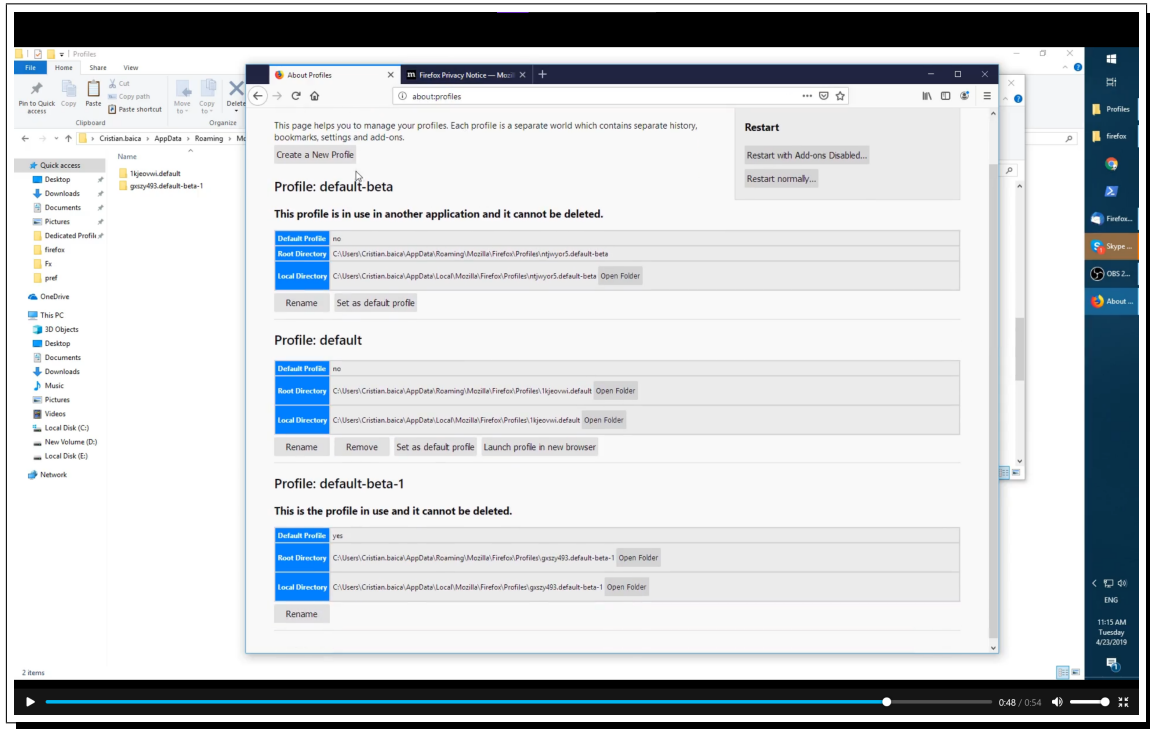 Profiles
File Home Share View
Pin to Quick access
Copy
Paste
Cut
Copy path
Paste shortcut
Move to
Copy to
Delete
Clipboard
Organize
Cristian.baica > AppData > Roaming >
Name
1kjeovwi.default
gxszy493.default-beta-1
Quick access
Desktop
Downloads
Documents
Pictures
Dedicated Profile
firefox
Fx
pref
OneDrive
This PC
3D Objects
Desktop
Documents
Downloads
Music
Pictures
Videos
Local Disk (C:)
New Volume (D:)
Local Disk (E:)
Network
2 items
About Profiles
Firefox Privacy Notice — Mozil
about:profiles
This page helps you to manage your profiles. Each profile is a separate world which contains separate history,
bookmarks, settings and add-ons.
Create a New Profile
Restart
Restart with Add-ons Disabled...
Restart normally...
Profile: default-beta
This profile is in use in another application and it cannot be deleted.
Default Profile no
Root Directory C:\Users\Cristian.baica\AppData\Roaming\Mozilla\Firefox\Profiles\ntjwyor5.default-beta
Local Directory C:\Users\Cristian.baica\AppData\Local\Mozilla\Firefox\Profiles\ntjwyor5.default-beta Open Folder
Rename Set as default profile
Profile: default
Default Profile no
Root Directory C:\Users\Cristian.baica\AppData\Roaming\Mozilla\Firefox\Profiles\1kjeovwi.default Open Folder
Local Directory C:\Users\Cristian.baica\AppData\Local\Mozilla\Firefox\Profiles\1kjeovwi.default Open Folder
Rename Remove Set as default profile Launch profile in new browser
Profile: default-beta-1
This is the profile in use and it cannot be deleted.
Default Profile yes
Root Directory C:\Users\Cristian.baica\AppData\Roaming\Mozilla\Firefox\Profiles\gxszy493.default-beta-1 Open Folder
Local Directory C:\Users\Cristian.baica\AppData\Local\Mozilla\Firefox\Profiles\gxszy493.default-beta-1 Open Folder
Rename
Profiles
firefox
Firefox...
Skype ...
OBS 2...
About ...
ENG
11:15 AM
Tuesday
4/23/2019
0:48 / 0:54